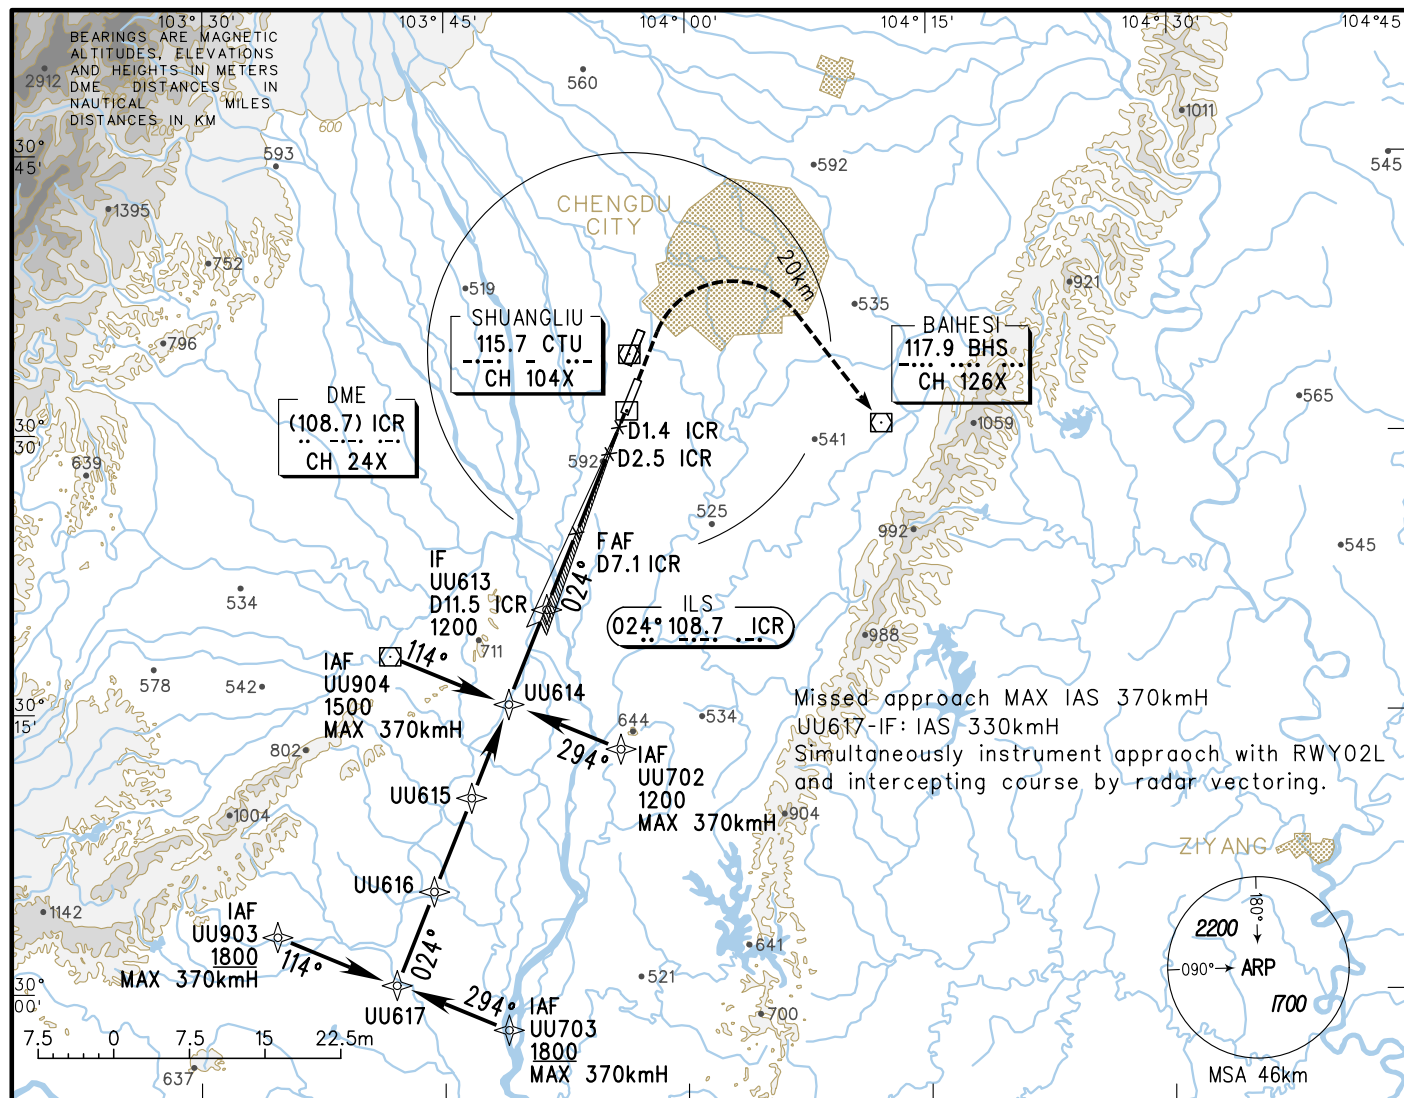 103°30'
103°45'
104°00'
104°15'
104°30'
104°45'
BEARINGS ARE MAGNETIC
ALTITUDES, ELEVATIONS
AND HEIGHTS IN METERS
DME DISTANCES IN
NAUTICAL MILES
DISTANCES IN KM
2912
800
200
600
560
1011
30°
45'
593
592
545
1395
CHENGDU
CITY
752
20km
519
535
921
SHUANGLIU
115.7 CTU
CH 104X
BAIHESI
117.9 BHS
CH 126X
796
DME
(108.7) ICR
CH 24X
565
30°
30'
D1.4 ICR
541
1059
592
D2.5 ICR
639
525
992
545
FAF
D7.1 ICR
024°
IF
UU613
D11.5 ICR
1200
534
ILS
024° 108.7 ICR
711
988
114°
IAF
UU904
1500
MAX 370kmH
578
542
UU614
30°
15'
644
534
294°
IAF
UU702
1200
MAX 370kmH
Missed approach MAX IAS 370kmH
UU617-IF: IAS 330kmH
Simultaneously instrument appraoch with RWY02L
and intercepting course by radar vectoring.
802
UU615
1004
904
ZIYANG
UU616
1142
IAF
UU903
1800
MAX 370kmH
114°
024°
641
521
180°
2200
090°
ARP
1700
MSA 46km
30°
00'
UU617
294°
IAF
UU703
1800
MAX 370kmH
700
7.5 0 7.5 15 22.5m
637